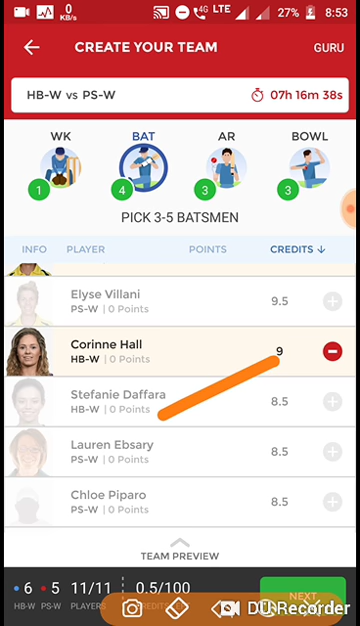 0 KB/s 4G LTE 27% 8:53
CREATE YOUR TEAM GURU
HB-W vs PS-W 07h 16m 38s
WK BAT AR BOWL
1 4 3 3
PICK 3-5 BATSMEN
INFO PLAYER POINTS CREDITS ↓
Elyse Villani
PS-W | 0 Points 9.5
Corinne Hall
HB-W | 0 Points 9
Stefanie Daffara
HB-W | 0 Points 8.5
Lauren Ebsary
PS-W | 0 Points 8.5
Chloe Piparo
PS-W | 0 Points 8.5
TEAM PREVIEW
6 5 11/11 0.5/100 NEXT
HB-W PS-W PLAYERS
DU Recorder